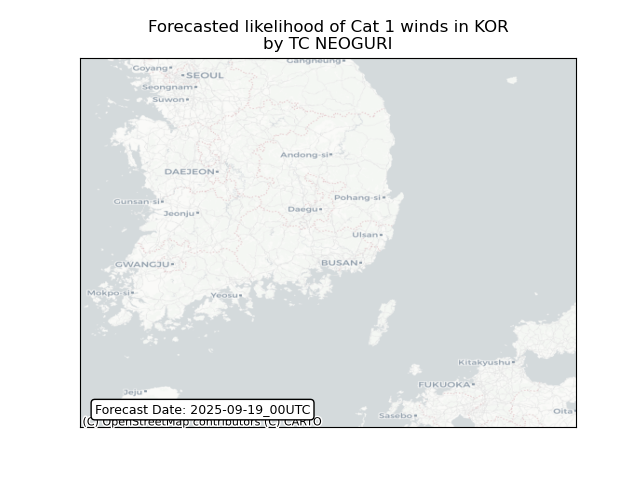 Forecasted likelihood of Cat 1 winds in KOR
by TC NEOGURI
Gangneung
Goyang
SEOUL
Seongnam
Suwon
Andong-si
DAEJEON
Pohang-si
Gunsan-si
Jeonju
Daegu
Ulsan
GWANGJU
BUSAN
Mokpo-si
Yeosu
Kitakyushu
FUKUOKA
Jeju
Forecast Date: 2025-09-19_00UTC
Sasebo
Oita
(C) OpenStreetMap contributors (C) CARTO